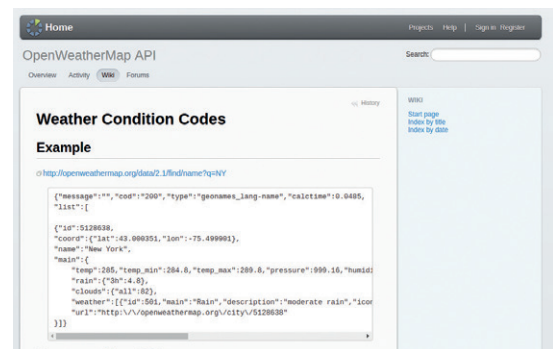 Home
Projects Help | Sign in Register
OpenWeatherMap API
Search:
Overview Activity Wiki Forums
History
WIKI
Start page
Index by title
Index by date
Weather Condition Codes
Example
http://openweathermap.org/data/2.1/find/name?q=NY
{"message":"","cod":"200","type":"geonames_lang-name","calctime":0.0485,
"list":[
{"id":5128638,
"coord":{"lat":43.000351,"lon":-75.499901},
"name":"New York",
"main":{
"temp":285,"temp_min":284.8,"temp_max":289.8,"pressure":999.16,"humidi
"rain":{"3h":4.8},
"clouds":{"all":82},
"weather":[{"id":501,"main":"Rain","description":"moderate rain","icon
"url":"http:\/\/openweathermap.org\/city\/5128638"
}]}